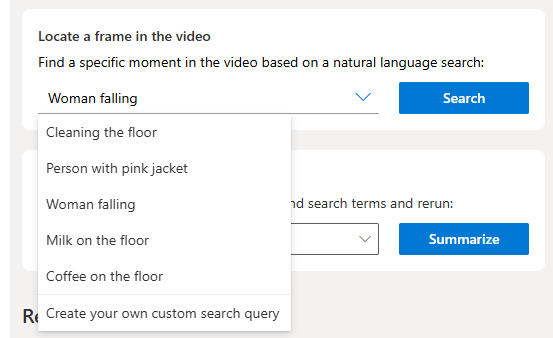 Locate a frame in the video
Find a specific moment in the video based on a natural language search:
Woman falling
Search
Cleaning the floor
Person with pink jacket
Woman falling
Milk on the floor
Coffee on the floor
Create your own custom search query
search terms and rerun:
Summarize